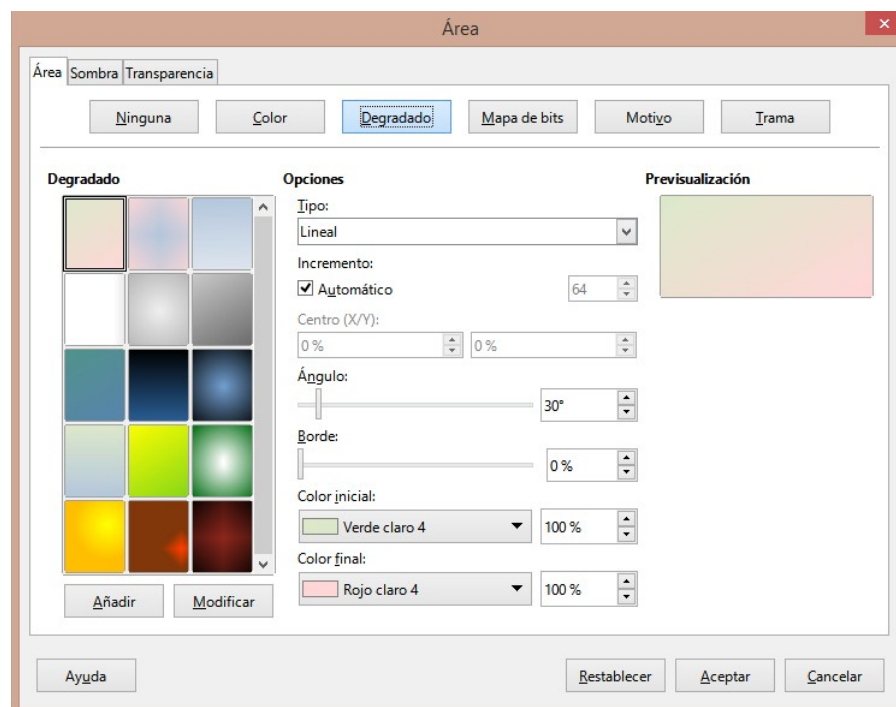 Área
Área Sombra Transparencia
Ninguna Color Degradado Mapa de bits Motivo Trama
Degradado Opciones Previsualización
Tipo:
Lineal
Incremento:
Automático 64
Centro (X/Y):
0 % 0 %
Ángulo:
30°
Borde:
0 %
Color inicial:
Verde claro 4 100 %
Color final:
Rojo claro 4 100 %
Añadir Modificar
Ayuda Restablecer Aceptar Cancelar